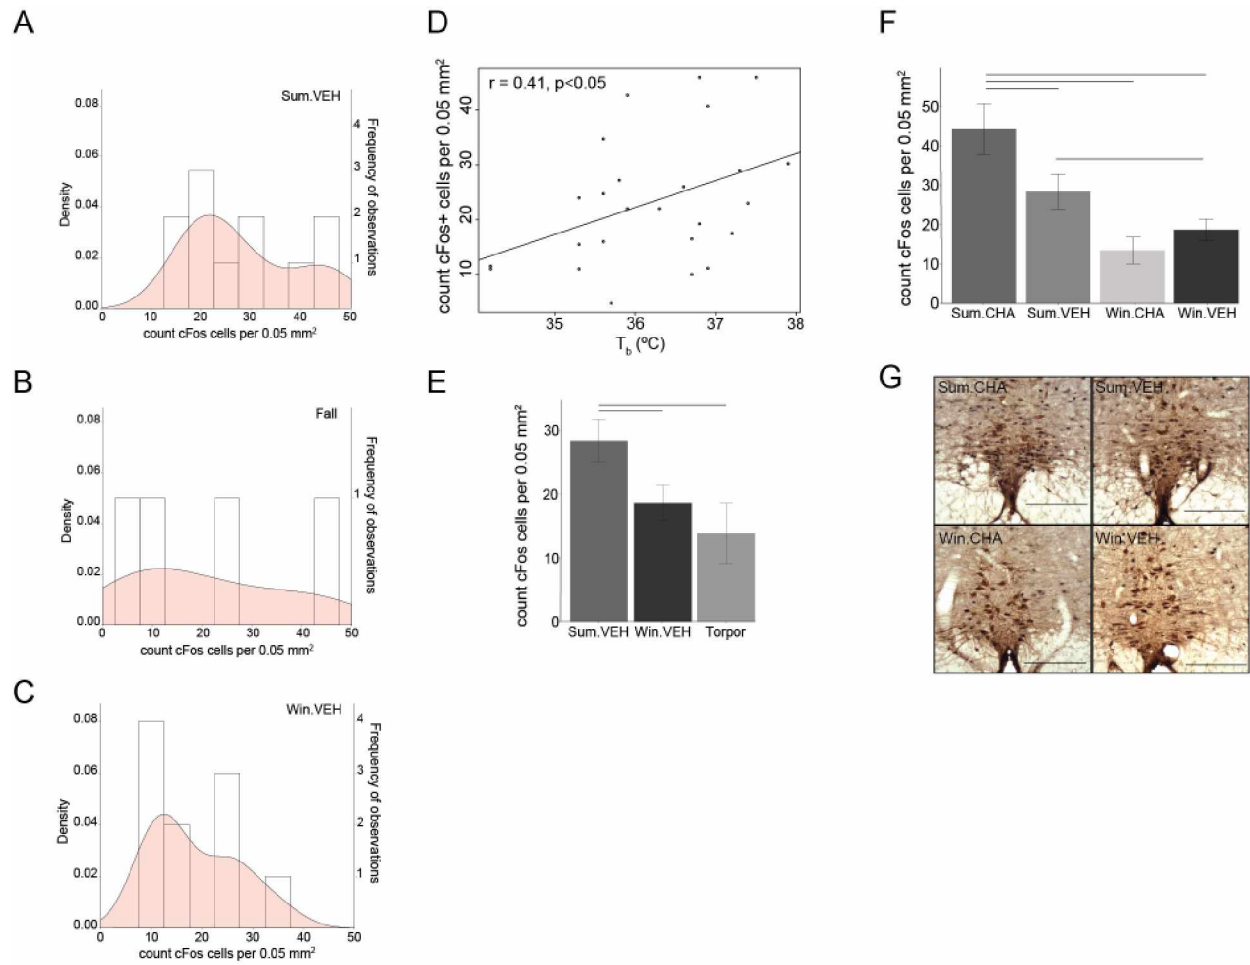 A
Sum.VEH
0.08
0.06
0.04
0.02
0.00
Density
4
3
2
1
Frequency of observations
0 10 20 30 40 50
count cFos cells per 0.05 mm²
B
Fall
0.08
0.06
0.04
0.02
0.00
Density
1
Frequency of observations
0 10 20 30 40 50
count cFos cells per 0.05 mm²
C
Win.VEH
0.08
0.06
0.04
0.02
0.00
Density
4
3
2
1
Frequency of observations
0 10 20 30 40 50
count cFos cells per 0.05 mm²
D
r = 0.41, p<0.05
count cFos+ cells per 0.05 mm²
40
30
20
10
35 36 37 38
Tb (ºC)
E
count cFos cells per 0.05 mm²
30
20
10
0
Sum.VEH Win.VEH Torpor
F
count cFos cells per 0.05 mm²
50
40
30
20
10
0
Sum.CHA Sum.VEH Win.CHA Win.VEH
G
Sum.CHA Sum.VEH
Win.CHA Win.VEH